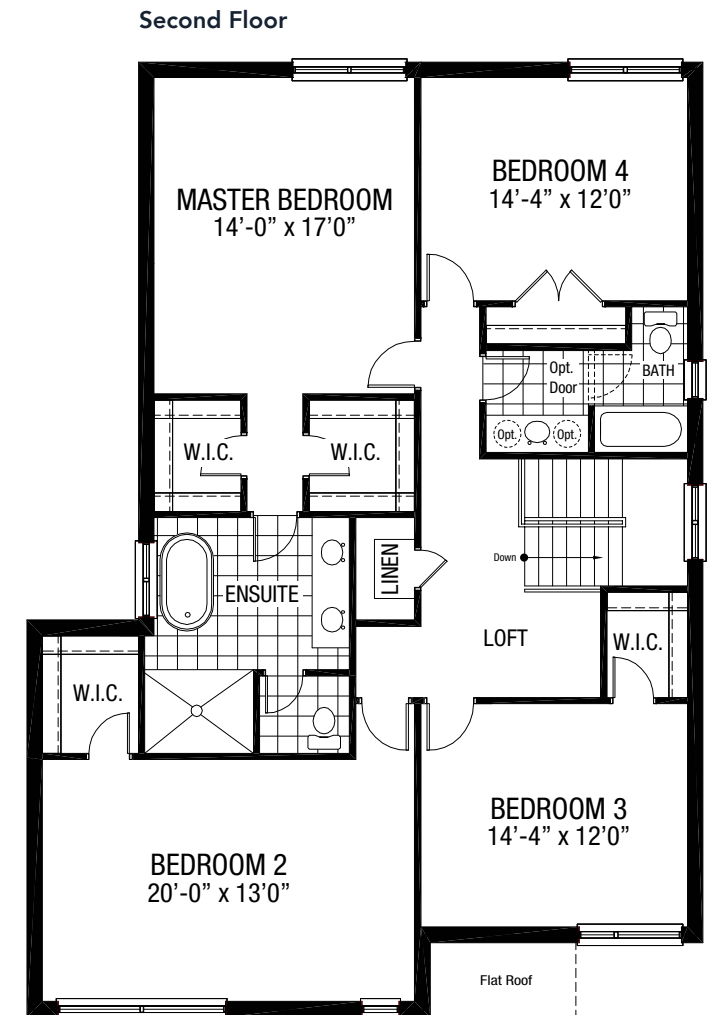 Second Floor
MASTER BEDROOM
14’-0” x 17’0”
BEDROOM 4
14’-4” x 12’0”
Opt.
Door
BATH
Opt.
Opt.
W.I.C.
W.I.C.
LINEN
Down
ENSUITE
LOFT
W.I.C.
W.I.C.
BEDROOM 3
14’-4” x 12’0”
BEDROOM 2
20’-0” x 13’0”
Flat Roof